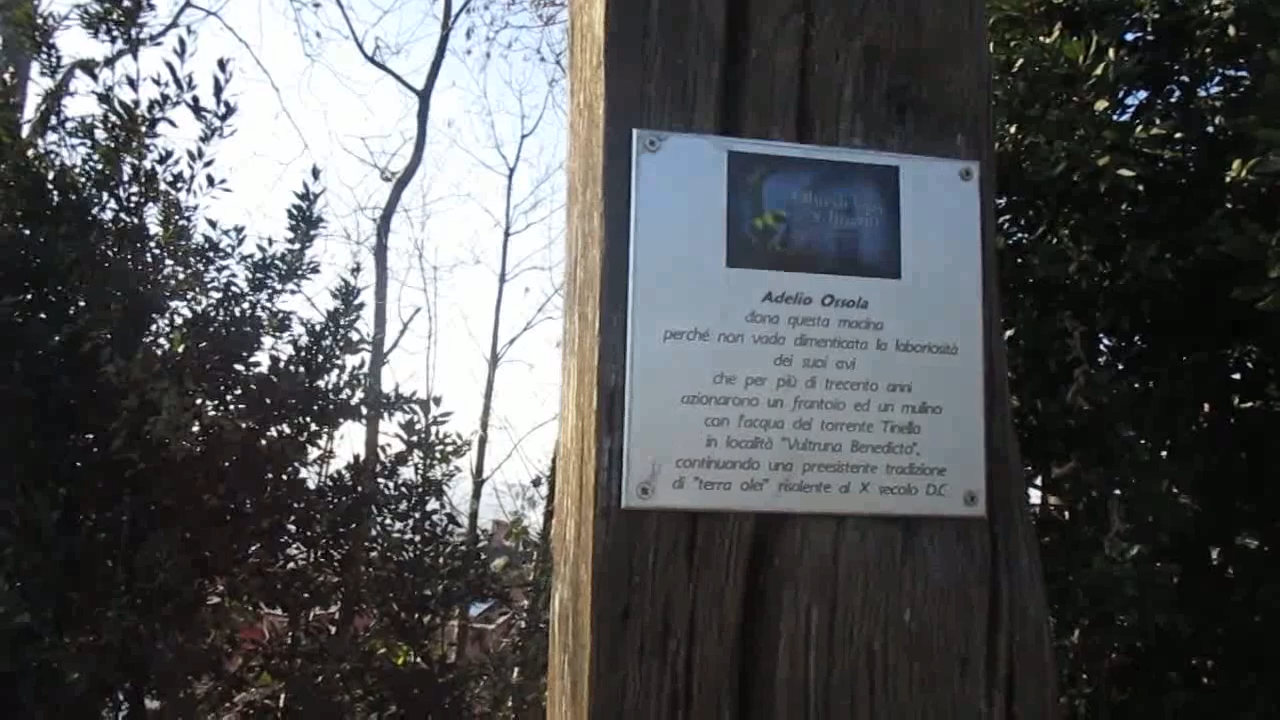 Adelio Ossola
dona questa macina
perché non vada dimenticata la laboriosità
dei suoi avi
che per più di trecento anni
azionarono un frantoio ed un mulino
con l'acqua del torrente Tinella
in località "Vultruna Benedicta",
continuando una preesistente tradizione
di "terra olei" risalente al X secolo D.C.